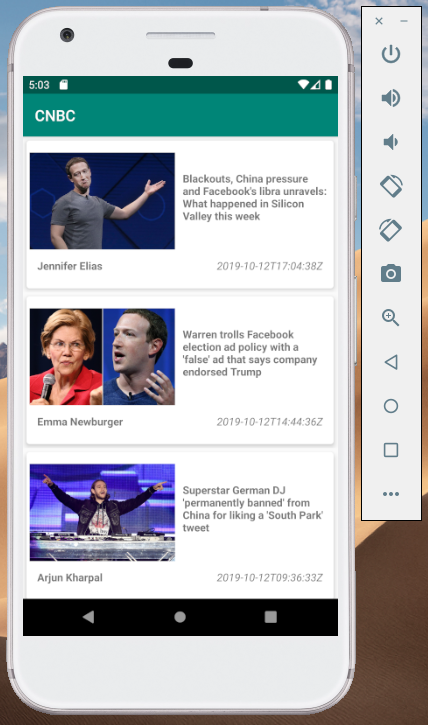 5:03
CNBC
Blackouts, China pressure
and Facebook's libra unravels:
What happened in Silicon
Valley this week
Jennifer Elias 2019-10-12T17:04:38Z
Warren trolls Facebook
election ad policy with a
'false' ad that says company
endorsed Trump
Emma Newburger 2019-10-12T14:44:36Z
Superstar German DJ
'permanently banned' from
China for liking a 'South Park'
tweet
Arjun Kharpal 2019-10-12T09:36:33Z